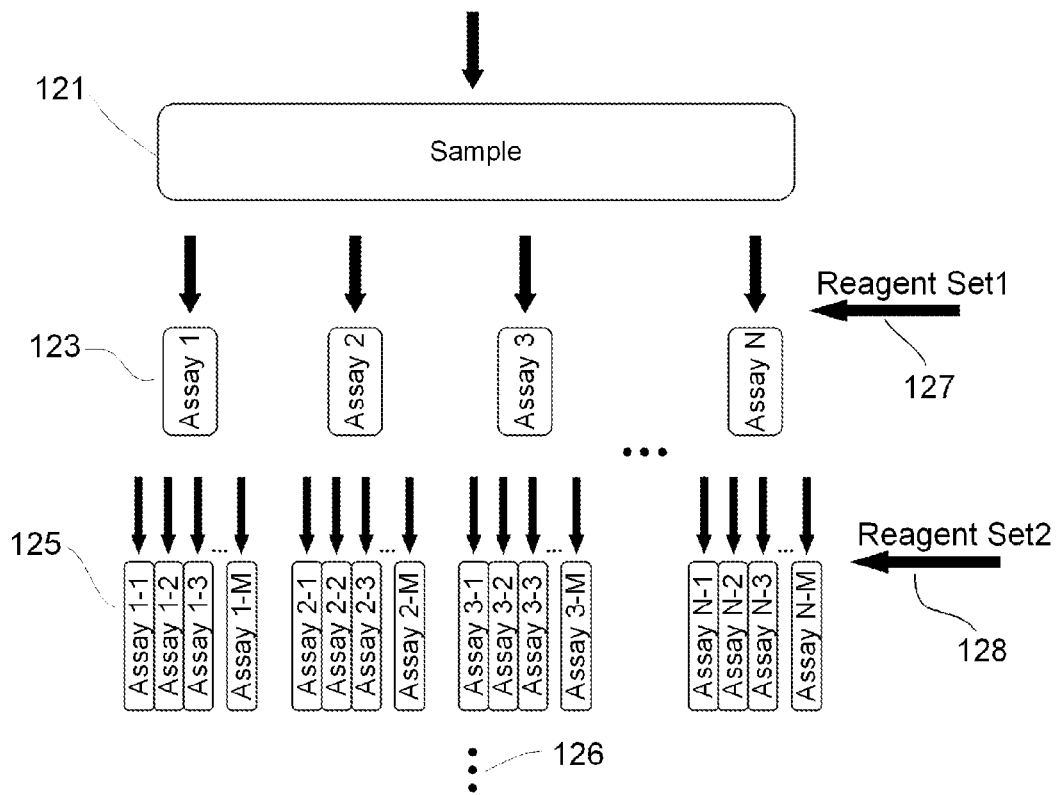 121
Sample
Reagent Set1
127
123
Assay 1
Assay 2
Assay 3
Assay N
...
Reagent Set2
128
125
...
...
...
...
Assay 1-1
Assay 1-2
Assay 1-3
Assay 1-M
Assay 2-1
Assay 2-2
Assay 2-3
Assay 2-M
Assay 3-1
Assay 3-2
Assay 3-3
Assay 3-M
Assay N-1
Assay N-2
Assay N-3
Assay N-M
126